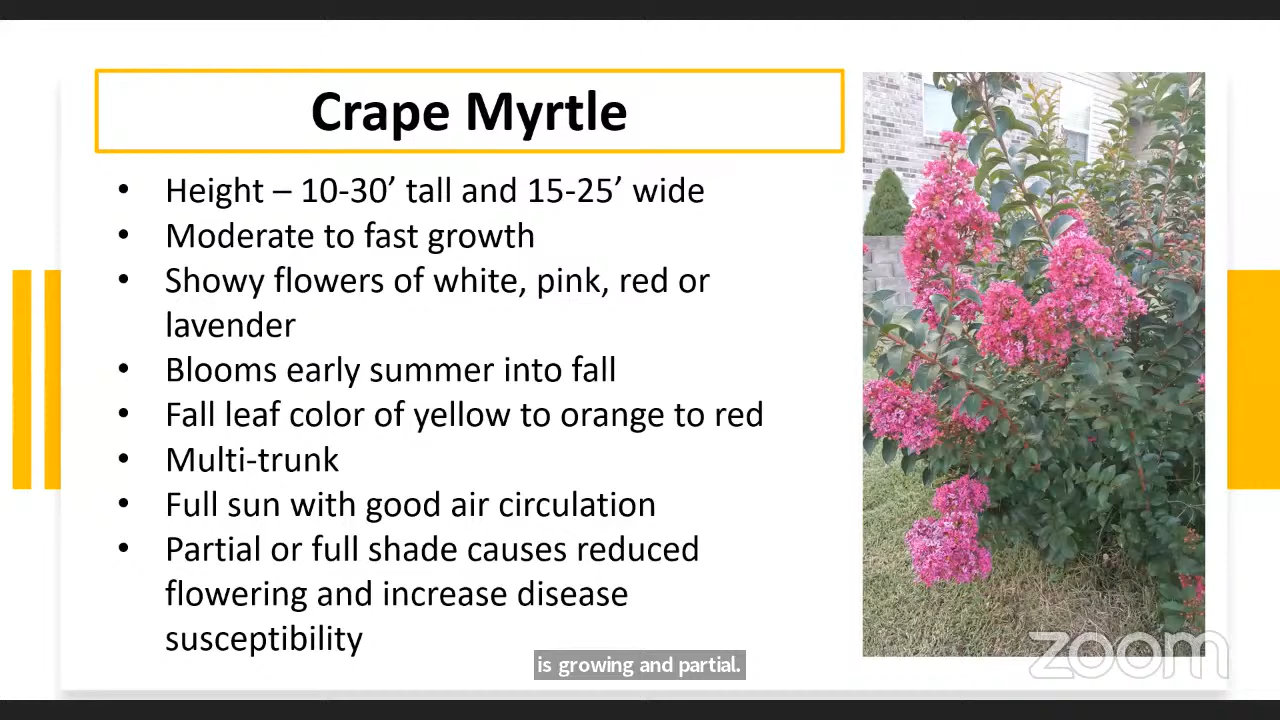 Crape Myrtle
• Height – 10-30’ tall and 15-25’ wide
• Moderate to fast growth
• Showy flowers of white, pink, red or
lavender
• Blooms early summer into fall
• Fall leaf color of yellow to orange to red
• Multi-trunk
• Full sun with good air circulation
• Partial or full shade causes reduced
flowering and increase disease
susceptibility
is growing and partial.
zoom